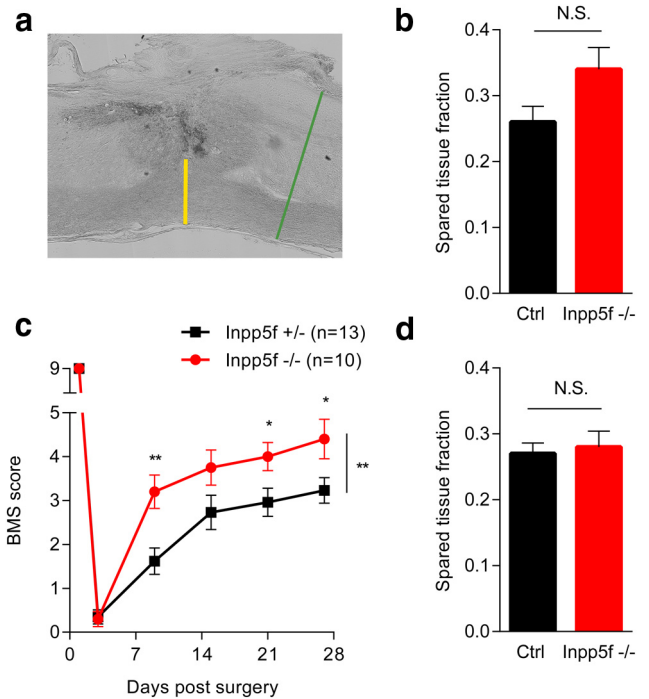 a
b
N.S.
0.4
0.3
0.2
0.1
0.0
Spared tissue fraction
Ctrl
Inpp5f -/-
c
Inpp5f +/- (n=13)
Inpp5f -/- (n=10)
9
5
4
3
2
1
0
BMS score
**
*
*
**
0
7
14
21
28
Days post surgery
d
N.S.
0.4
0.3
0.2
0.1
0.0
Spared tissue fraction
Ctrl
Inpp5f -/-